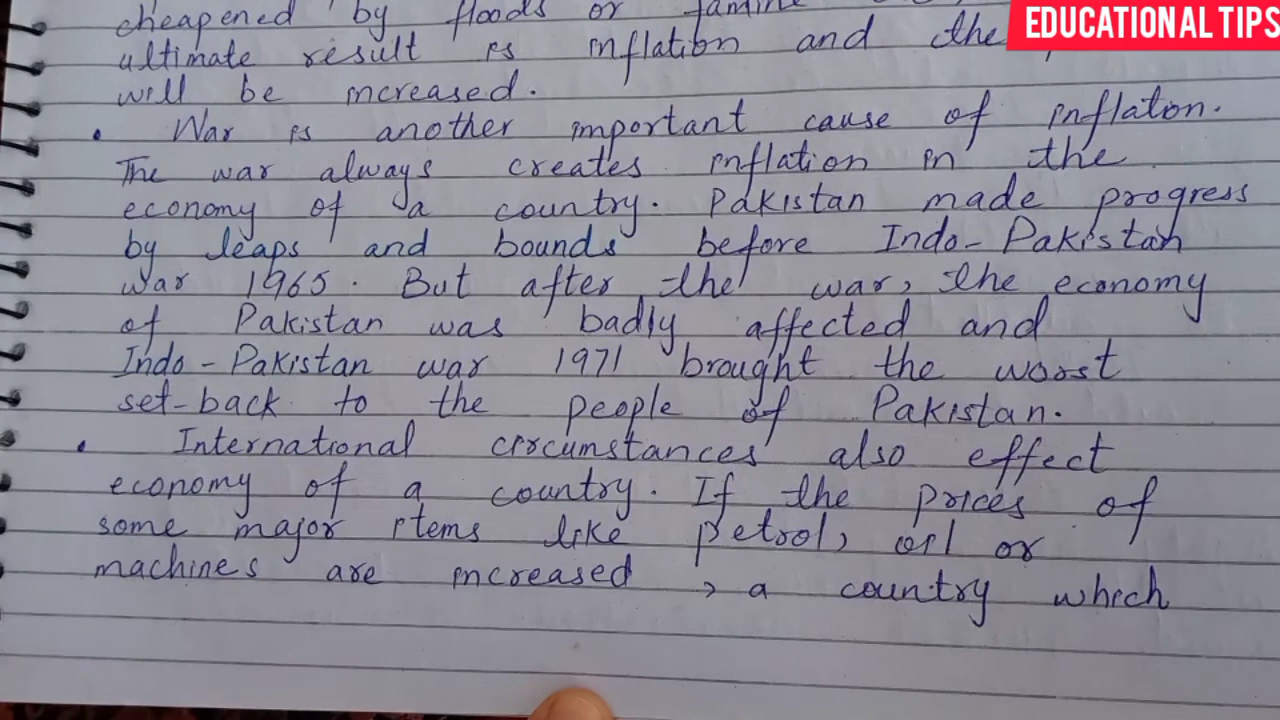 EDUCATIONAL TIPS
cheapened by floods or famine
ultimate result is inflation and the
will be increased.
• War is another important cause of inflaton.
The war always creates inflation in the
economy of a country. Pakistan made progress
by leaps and bounds before Indo-Pakistan
war 1965. But after the war, the economy
of Pakistan was badly affected and
Indo-Pakistan war 1971 brought the worst
set-back to the people of Pakistan.
• International circumstances also effect
economy of a country. If the prices of
some major items like petrol, oil or
machines are increased, a country which